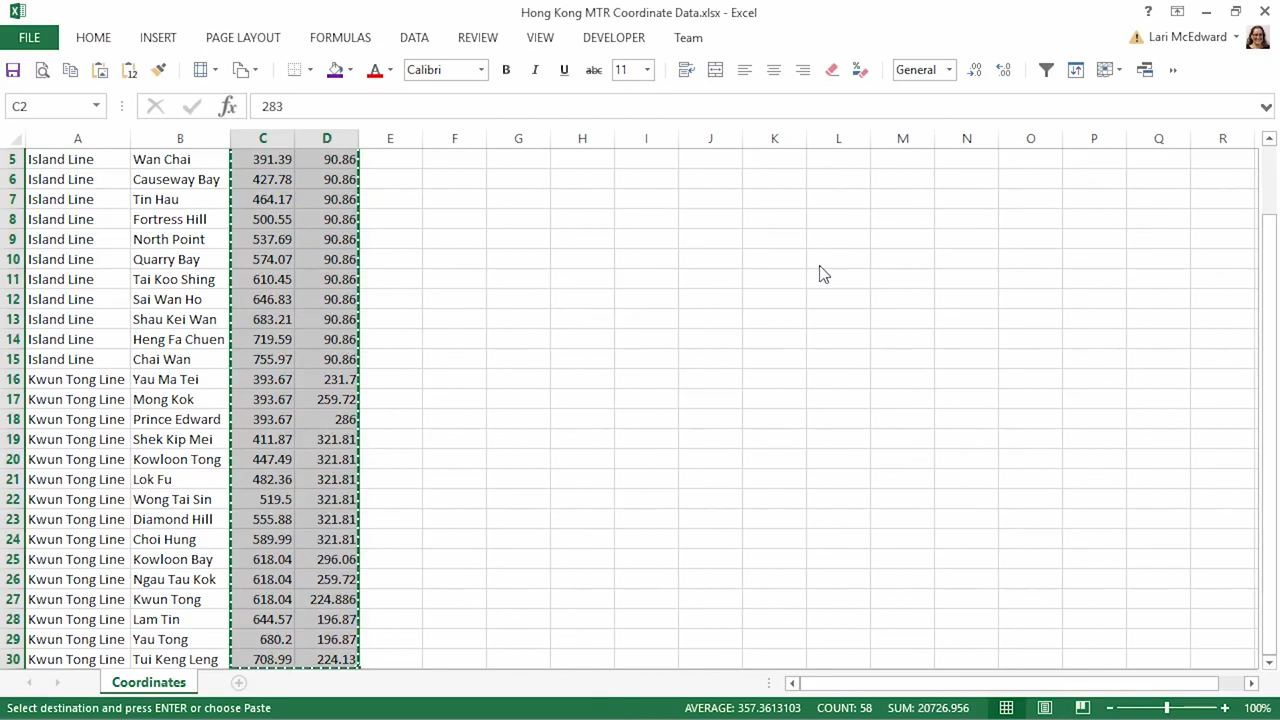 Hong Kong MTR Coordinate Data.xlsx - Excel
?
FILE HOME INSERT PAGE LAYOUT FORMULAS DATA REVIEW VIEW DEVELOPER Team Lari McEdward
Calibri B I U abc 11 General
C2 fx 283
A B C D E F G H I J K L M N O P Q R
5 Island Line Wan Chai 391.39 90.86
6 Island Line Causeway Bay 427.78 90.86
7 Island Line Tin Hau 464.17 90.86
8 Island Line Fortress Hill 500.55 90.86
9 Island Line North Point 537.69 90.86
10 Island Line Quarry Bay 574.07 90.86
11 Island Line Tai Koo Shing 610.45 90.86
12 Island Line Sai Wan Ho 646.83 90.86
13 Island Line Shau Kei Wan 683.21 90.86
14 Island Line Heng Fa Chuen 719.59 90.86
15 Island Line Chai Wan 755.97 90.86
16 Kwun Tong Line Yau Ma Tei 393.67 231.7
17 Kwun Tong Line Mong Kok 393.67 259.72
18 Kwun Tong Line Prince Edward 393.67 286
19 Kwun Tong Line Shek Kip Mei 411.87 321.81
20 Kwun Tong Line Kowloon Tong 447.49 321.81
21 Kwun Tong Line Lok Fu 482.36 321.81
22 Kwun Tong Line Wong Tai Sin 519.5 321.81
23 Kwun Tong Line Diamond Hill 555.88 321.81
24 Kwun Tong Line Choi Hung 589.99 321.81
25 Kwun Tong Line Kowloon Bay 618.04 296.06
26 Kwun Tong Line Ngau Tau Kok 618.04 259.72
27 Kwun Tong Line Kwun Tong 618.04 224.886
28 Kwun Tong Line Lam Tin 644.57 196.87
29 Kwun Tong Line Yau Tong 680.2 196.87
30 Kwun Tong Line Tui Keng Leng 708.99 224.13
Coordinates
Select destination and press ENTER or choose Paste AVERAGE: 357.3613103 COUNT: 58 SUM: 20726.956 100%